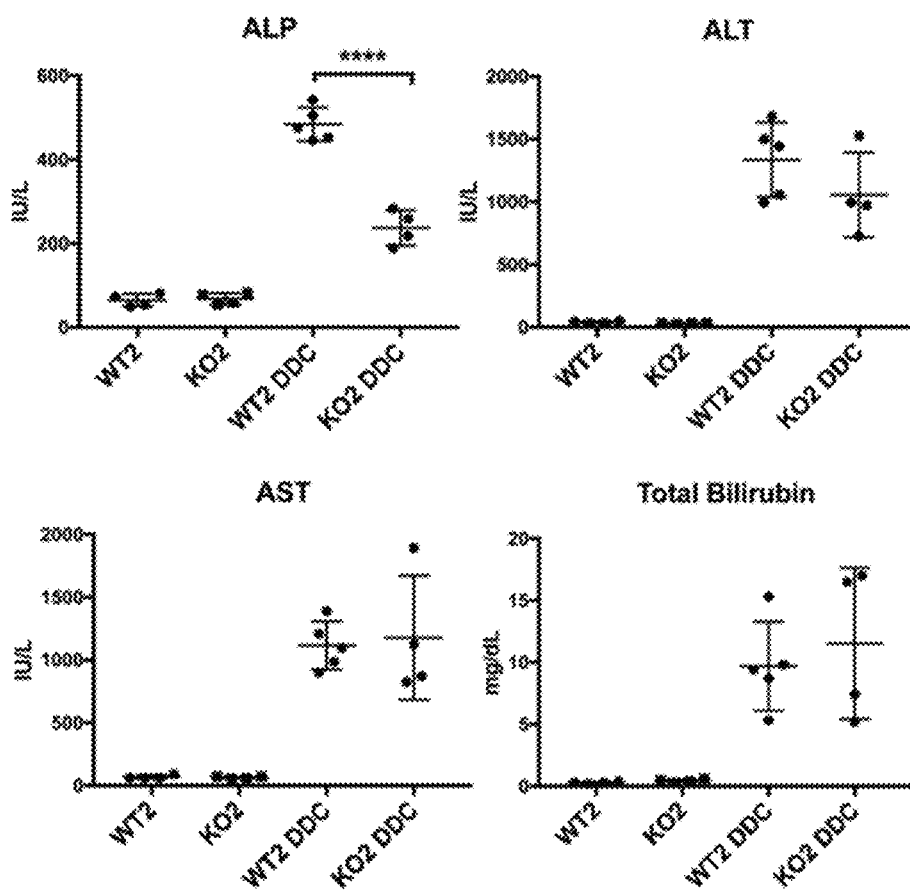 ALP
****
600
400
200
0
IU/L
WT2
KO2
WT2 DDC
KO2 DDC
ALT
2000
1500
1000
500
0
IU/L
WT2
KO2
WT2 DDC
KO2 DDC
AST
2000
1500
1000
500
0
IU/L
WT2
KO2
WT2 DDC
KO2 DDC
Total Bilirubin
20
15
10
5
0
mg/dL
WT2
KO2
WT2 DDC
KO2 DDC